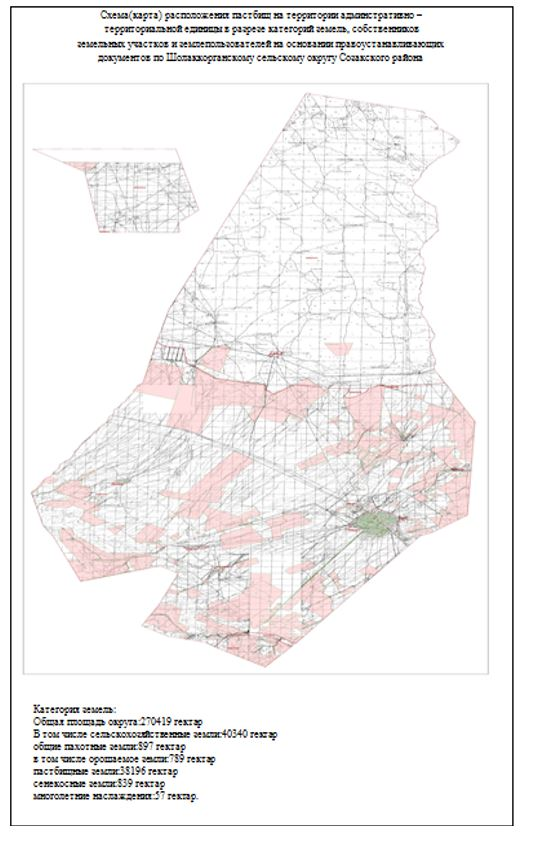 Схема(карта) расположения пастбищ на территории админстративно –
территориальной единицы в разрезе категорий земель, собственников
земельных участков и землепользователей на основании правоустанавливающих
документов по Шолаккорганскому сельскому округу Созакского района
Категория земель:
Общая площадь округа:270419 гектар
В том числе сельскохозяйственные земли:40340 гектар
общие пахотные земли:897 гектар
в том числе орошаемое земли:789 гектар
пастбищные земли:38196 гектар
сенекосные земли:839 гектар
многолетние наслаждения:57 гектар.